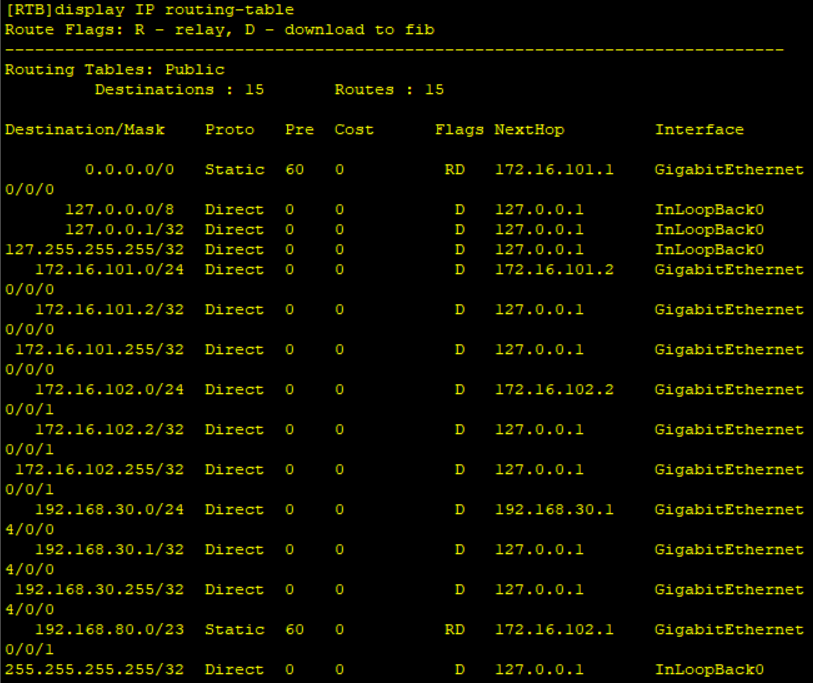 [RTB]display IP routing-table
Route Flags: R - relay, D - download to fib
------------------------------------------------------------------------------
Routing Tables: Public
         Destinations : 15       Routes : 15

Destination/Mask    Proto   Pre  Cost      Flags NextHop         Interface

        0.0.0.0/0   Static  60   0          RD   172.16.101.1    GigabitEthernet
0/0/0
      127.0.0.0/8   Direct  0    0           D   127.0.0.1       InLoopBack0
      127.0.0.1/32  Direct  0    0           D   127.0.0.1       InLoopBack0
127.255.255.255/32  Direct  0    0           D   127.0.0.1       InLoopBack0
   172.16.101.0/24  Direct  0    0           D   172.16.101.2    GigabitEthernet
0/0/0
   172.16.101.2/32  Direct  0    0           D   127.0.0.1       GigabitEthernet
0/0/0
 172.16.101.255/32  Direct  0    0           D   127.0.0.1       GigabitEthernet
0/0/0
   172.16.102.0/24  Direct  0    0           D   172.16.102.2    GigabitEthernet
0/0/1
   172.16.102.2/32  Direct  0    0           D   127.0.0.1       GigabitEthernet
0/0/1
 172.16.102.255/32  Direct  0    0           D   127.0.0.1       GigabitEthernet
0/0/1
   192.168.30.0/24  Direct  0    0           D   192.168.30.1    GigabitEthernet
4/0/0
   192.168.30.1/32  Direct  0    0           D   127.0.0.1       GigabitEthernet
4/0/0
 192.168.30.255/32  Direct  0    0           D   127.0.0.1       GigabitEthernet
4/0/0
   192.168.80.0/23  Static  60   0          RD   172.16.102.1    GigabitEthernet
0/0/1
255.255.255.255/32  Direct  0    0           D   127.0.0.1       InLoopBack0